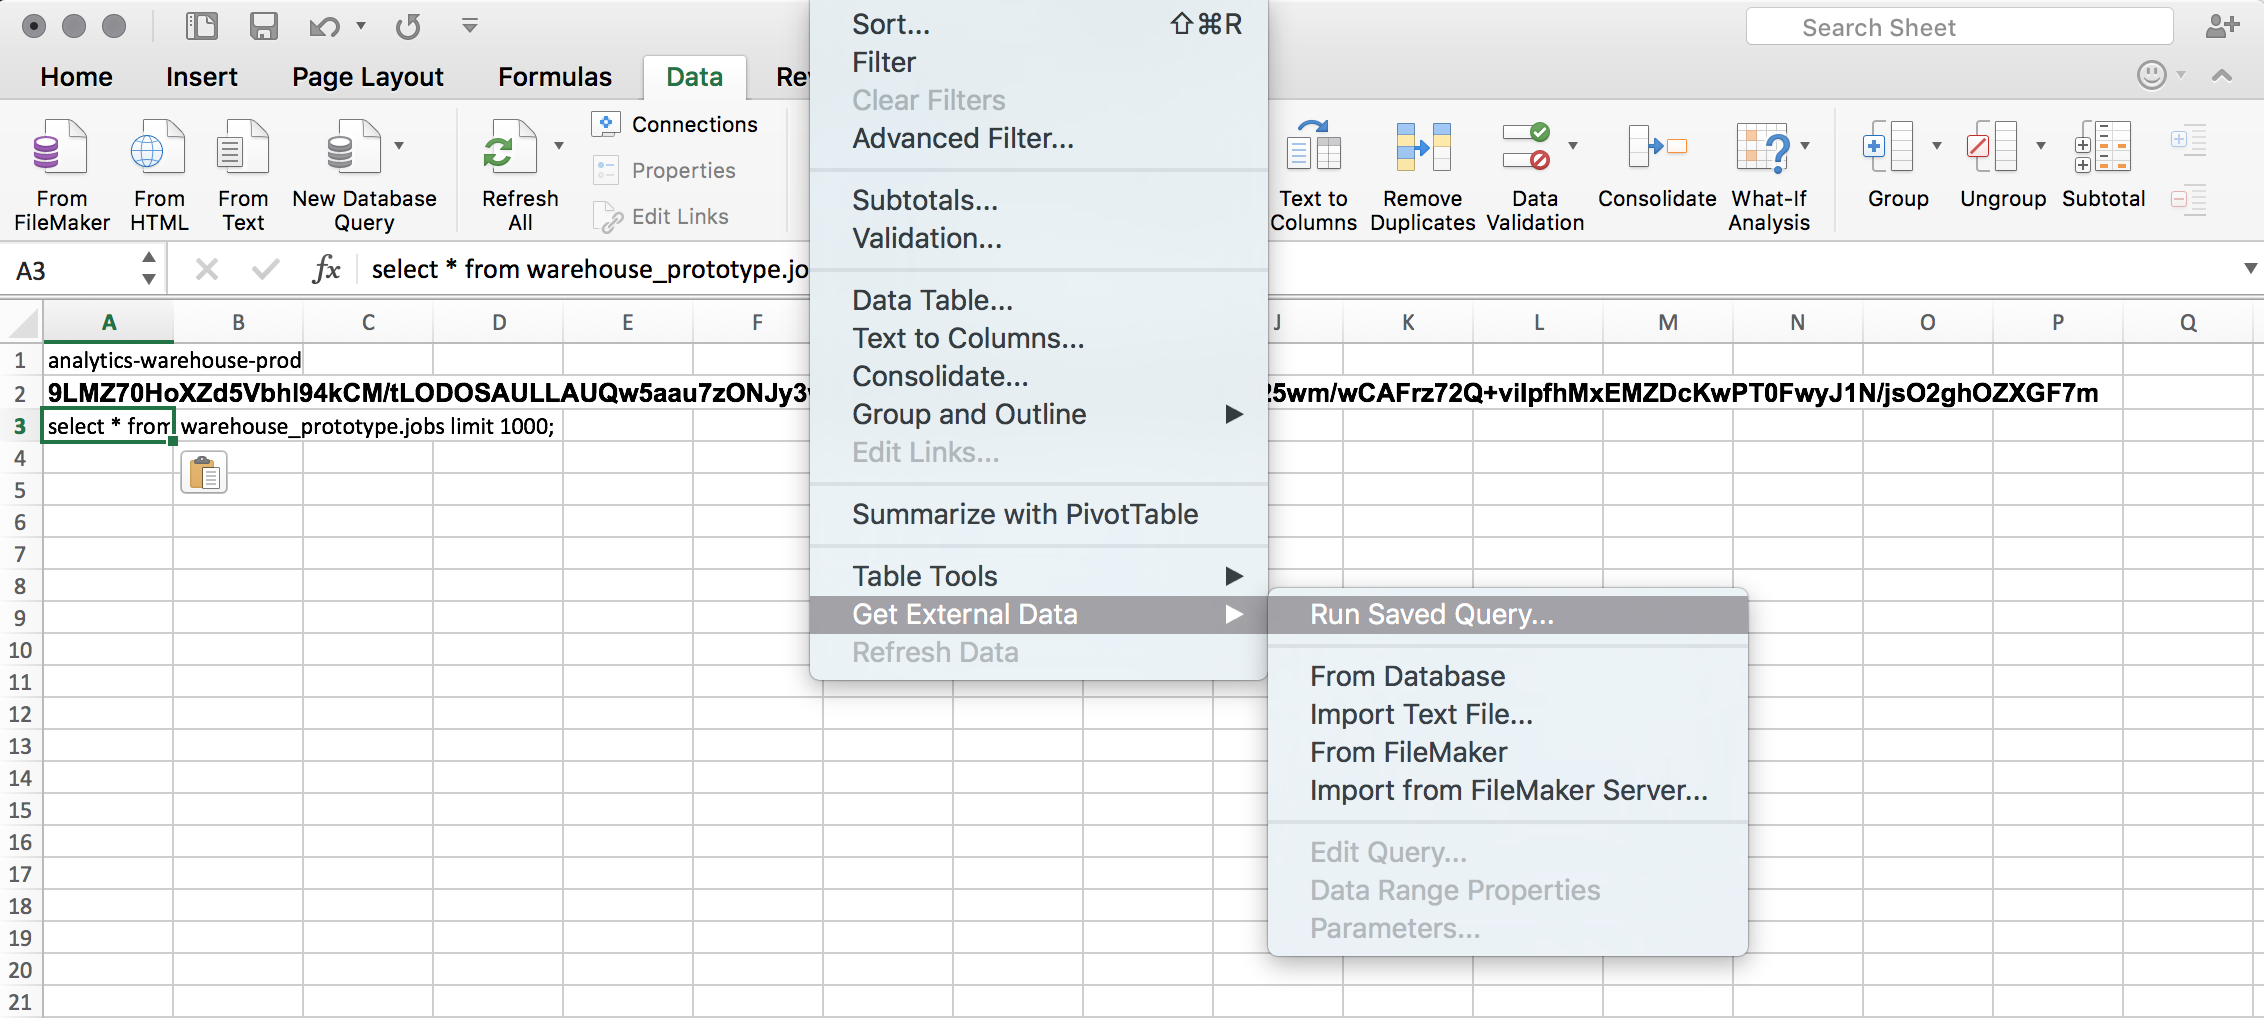 Search Sheet
Home Insert Page Layout Formulas Data Re
From FileMaker
From HTML
From Text
New Database Query
Refresh All
Connections
Properties
Edit Links
Text to Columns
Remove Duplicates
Data Validation
Consolidate
What-If Analysis
Group
Ungroup
Subtotal
A3 fx select * from warehouse_prototype.jo
A B C D E F J K L M N O P Q
1 analytics-warehouse-prod
2 9LMZ70HoXZd5Vbhl94kCM/tLODOSAULLAUQw5aau7zONJy3 25wm/wCAFrz72Q+vilpfhMxEMZDcKwPT0FwyJ1N/jsO2ghOZXGF7m
3 select * from warehouse_prototype.jobs limit 1000;
4
5
6
7
8
9
10
11
12
13
14
15
16
17
18
19
20
21
Sort... ⇧⌘R
Filter
Clear Filters
Advanced Filter...
Subtotals...
Validation...
Data Table...
Text to Columns...
Consolidate...
Group and Outline
Edit Links...
Summarize with PivotTable
Table Tools
Get External Data
Refresh Data
Run Saved Query...
From Database
Import Text File...
From FileMaker
Import from FileMaker Server...
Edit Query...
Data Range Properties
Parameters...